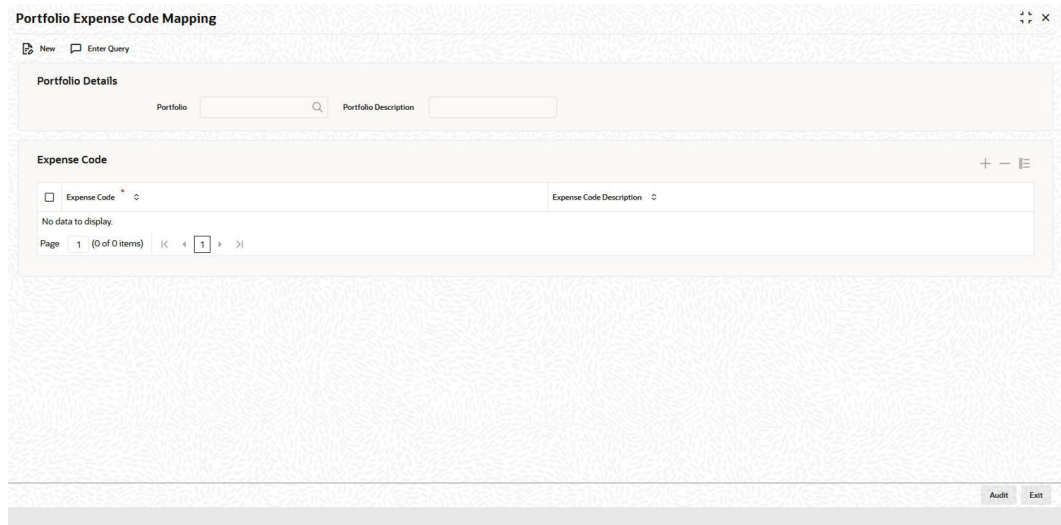 Portfolio Expense Code Mapping
New Enter Query
Portfolio Details
Portfolio Portfolio Description
Expense Code
Expense Code * Expense Code Description
No data to display.
Page 1 (0 of 0 items) 1
Audit Exit